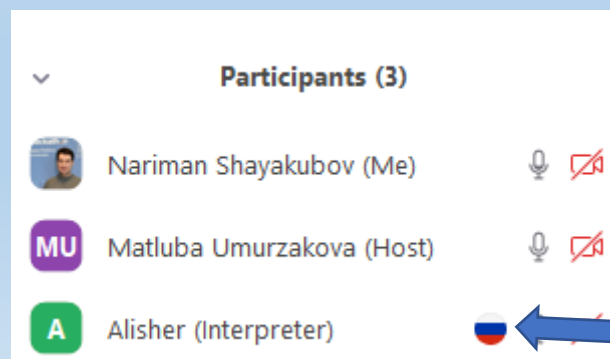 Participants (3)
Nariman Shayakubov (Me)
MU Matluba Umurzakova (Host)
A Alisher (Interpreter)